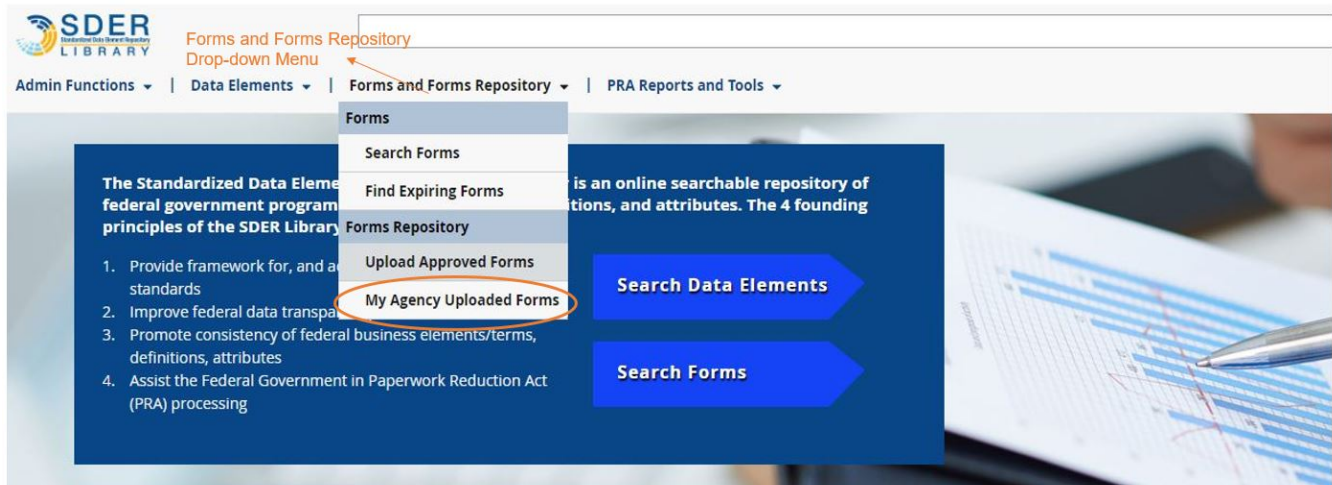 SDER
Standardized Data Element Repository
LIBRARY
Forms and Forms Repository
Drop-down Menu
Admin Functions | Data Elements | Forms and Forms Repository | PRA Reports and Tools
Forms
Search Forms
Find Expiring Forms
Forms Repository
Upload Approved Forms
My Agency Uploaded Forms
The Standardized Data Eleme is an online searchable repository of
federal government program itions, and attributes. The 4 founding
principles of the SDER Library
1. Provide framework for, and a
standards
2. Improve federal data transpa
3. Promote consistency of federal business elements/terms,
definitions, attributes
4. Assist the Federal Government in Paperwork Reduction Act
(PRA) processing
Search Data Elements
Search Forms